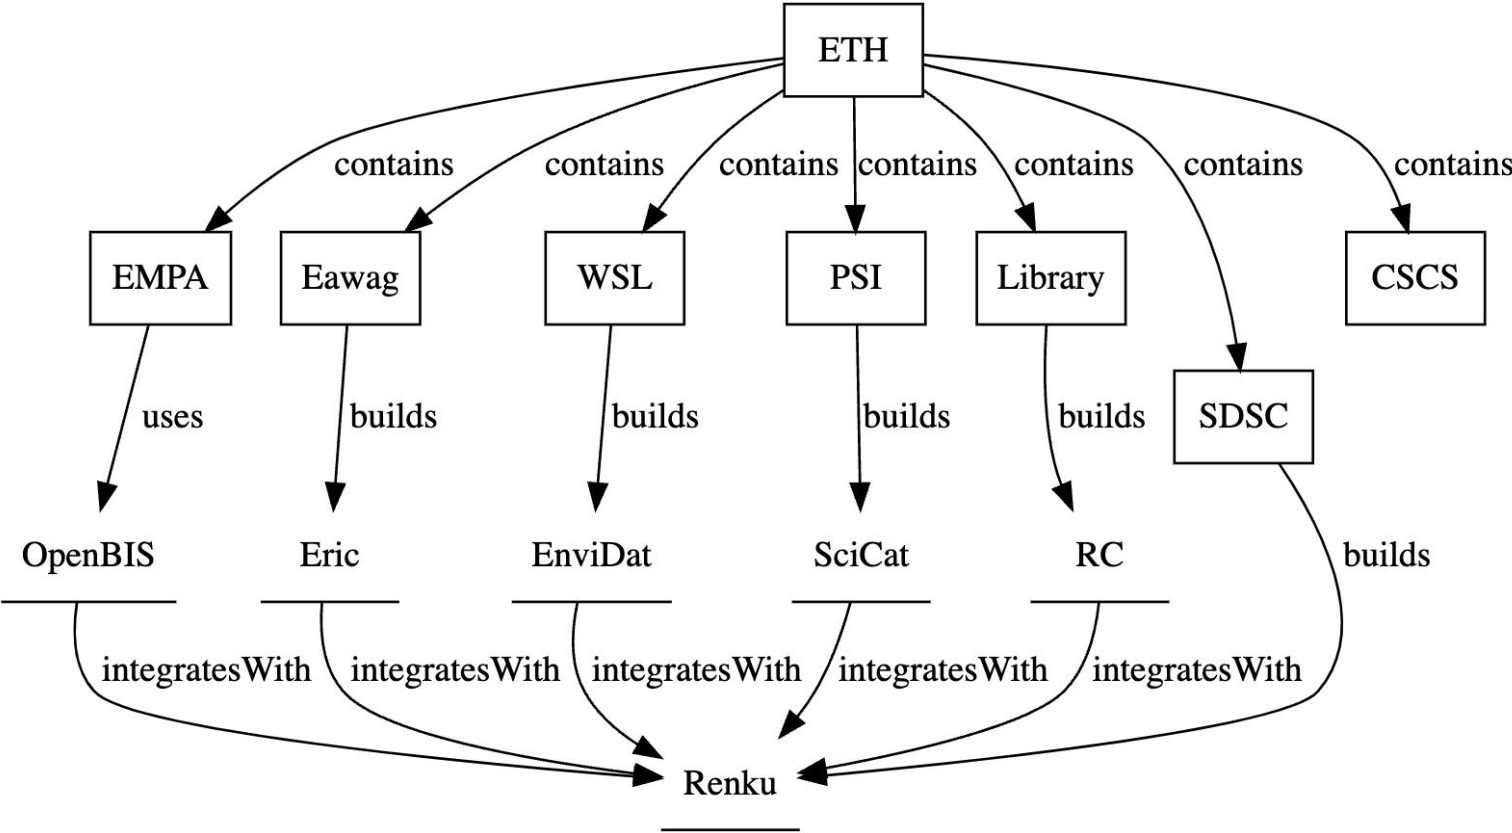 ETH
contains contains contains contains contains contains contains
EMPA Eawag WSL PSI Library CSCS
uses builds builds builds builds SDSC
OpenBIS Eric EnviDat SciCat RC builds
integratesWith integratesWith integratesWith integratesWith integratesWith
Renku